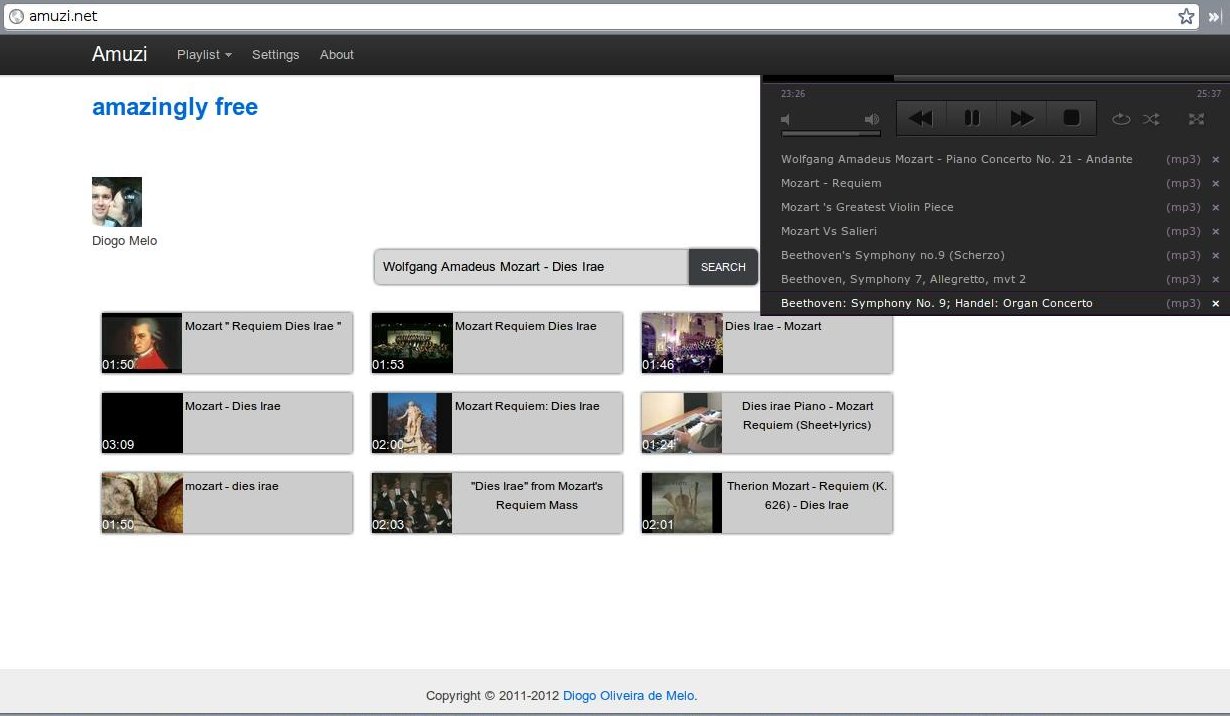 amuzi.net
Amuzi Playlist Settings About
amazingly free
23:26 25:37
Wolfgang Amadeus Mozart - Piano Concerto No. 21 - Andante (mp3) ×
Mozart - Requiem (mp3) ×
Mozart 's Greatest Violin Piece (mp3) ×
Mozart Vs Salieri (mp3) ×
Beethoven's Symphony no.9 (Scherzo) (mp3) ×
Beethoven, Symphony 7, Allegretto, mvt 2 (mp3) ×
Beethoven: Symphony No. 9; Handel: Organ Concerto (mp3) ×
Diogo Melo
Wolfgang Amadeus Mozart - Dies Irae SEARCH
Mozart " Requiem Dies Irae "
01:50
Mozart Requiem Dies Irae
01:53
Dies Irae - Mozart
01:46
Mozart - Dies Irae
03:09
Mozart Requiem: Dies Irae
02:00
Dies irae Piano - Mozart
Requiem (Sheet+lyrics)
01:24
mozart - dies irae
01:50
"Dies Irae" from Mozart's
Requiem Mass
02:03
Therion Mozart - Requiem (K.
626) - Dies Irae
02:01
Copyright © 2011-2012 Diogo Oliveira de Melo.